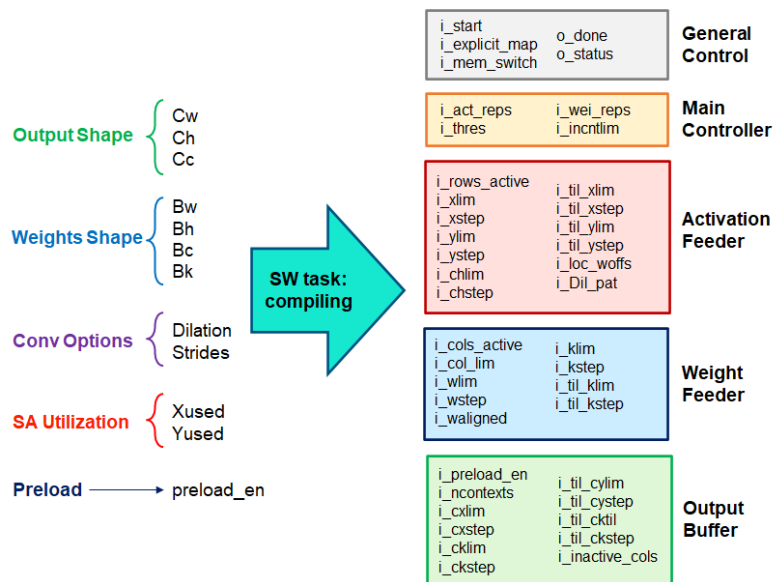 Output Shape
Cw
Ch
Cc
Weights Shape
Bw
Bh
Bc
Bk
Conv Options
Dilation
Strides
SA Utilization
Xused
Yused
Preload
preload_en
SW task:
compiling
i_start
i_explicit_map
i_mem_switch
o_done
o_status
General
Control
i_act_reps
i_thres
i_wei_reps
i_incntlim
Main
Controller
i_rows_active
i_xlim
i_xstep
i_ylim
i_ystep
i_chlim
i_chstep
i_til_xlim
i_til_xstep
i_til_ylim
i_til_ystep
i_loc_woffs
i_Dil_pat
Activation
Feeder
i_cols_active
i_col_lim
i_wlim
i_wstep
i_waligned
i_klim
i_kstep
i_til_klim
i_til_kstep
Weight
Feeder
i_preload_en
i_ncontexts
i_cxlim
i_cxstep
i_cklim
i_ckstep
i_til_cylim
i_til_cystep
i_til_cktil
i_til_ckstep
i_inactive_cols
Output
Buffer